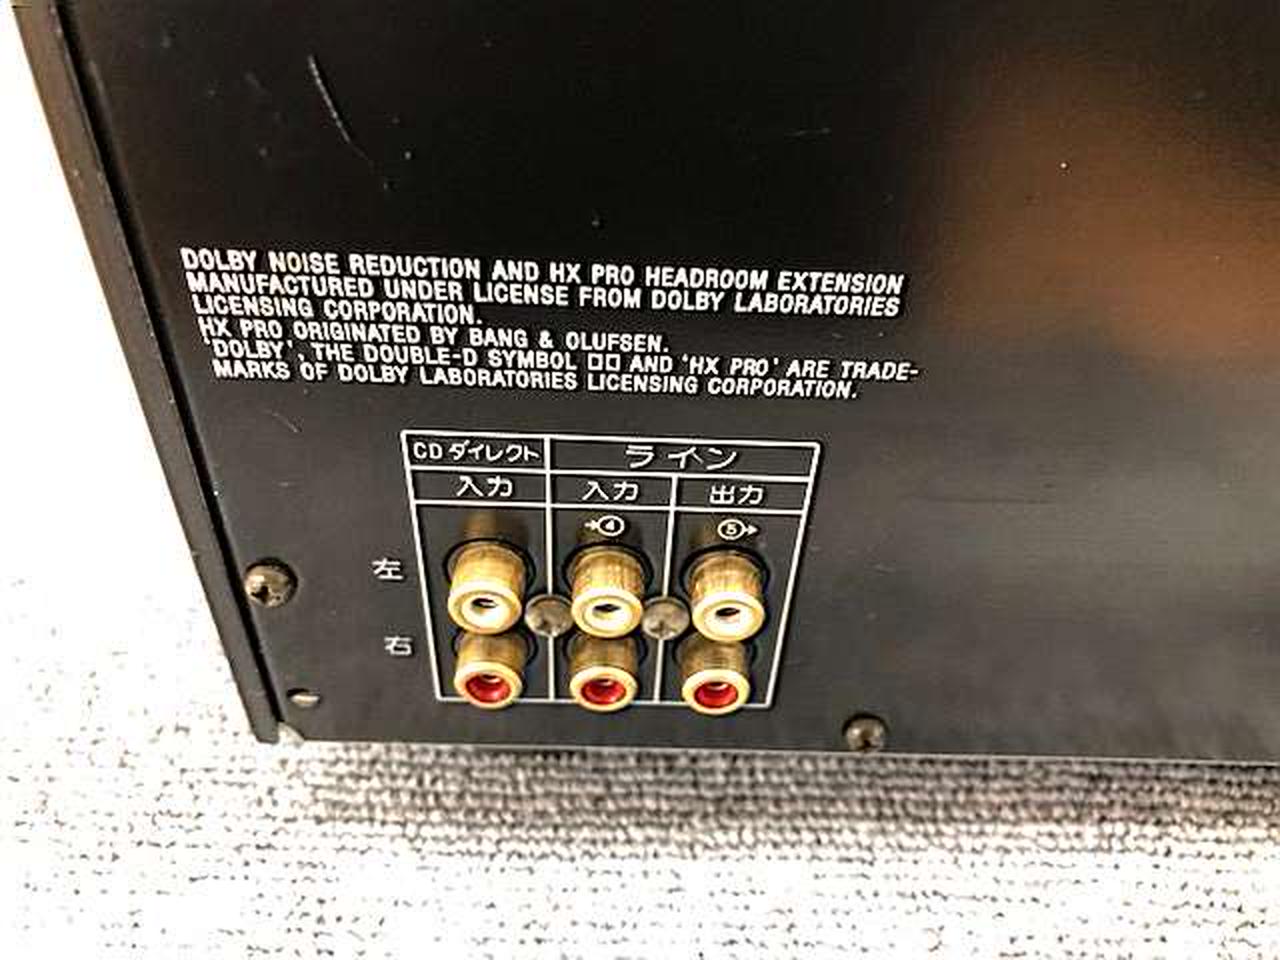 DOLBY NOISE REDUCTION AND HX PRO HEADROOM EXTENSION
MANUFACTURED UNDER LICENSE FROM DOLBY LABORATORIES
LICENSING CORPORATION.
HX PRO ORIGINATED BY BANG & OLUFSEN.
'DOLBY', THE DOUBLE-D SYMBOL AND 'HX PRO' ARE TRADE-
MARKS OF DOLBY LABORATORIES LICENSING CORPORATION.
CD ダイレクト ライン
入力 入力 出力
4 5
左
右